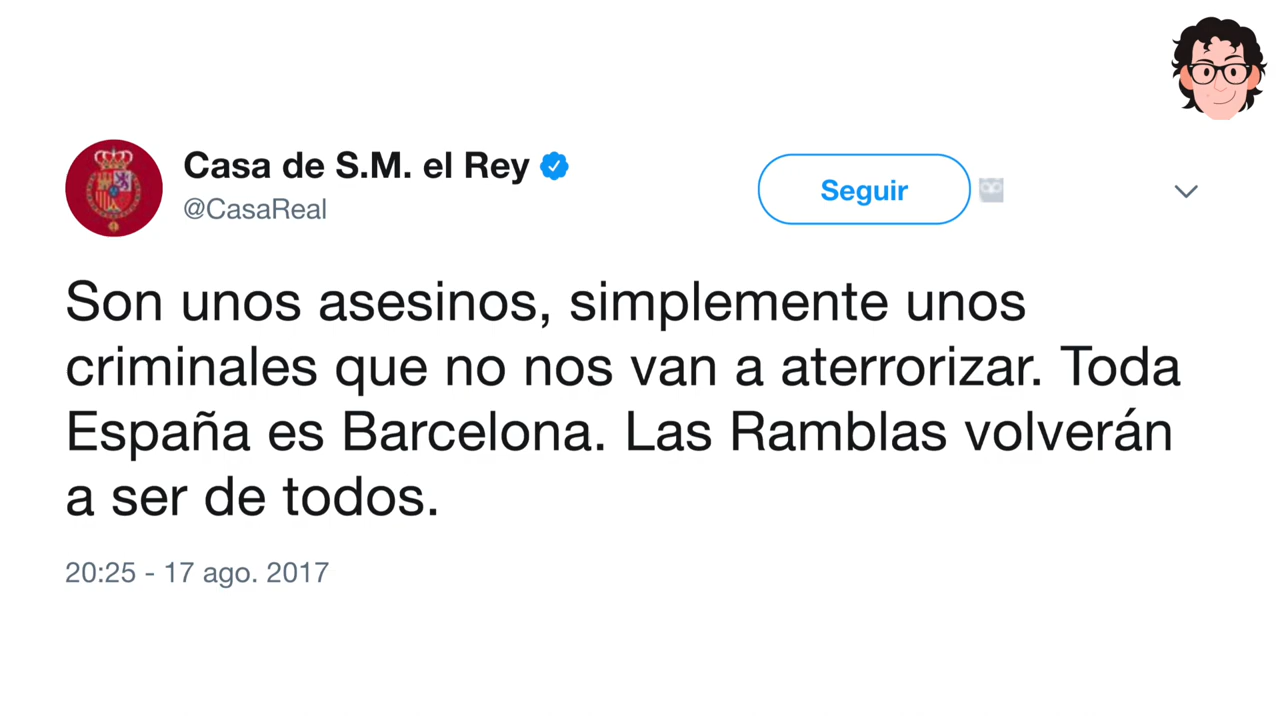 Casa de S.M. el Rey
@CasaReal
Seguir
Son unos asesinos, simplemente unos
criminales que no nos van a aterrorizar. Toda
España es Barcelona. Las Ramblas volverán
a ser de todos.
20:25 - 17 ago. 2017